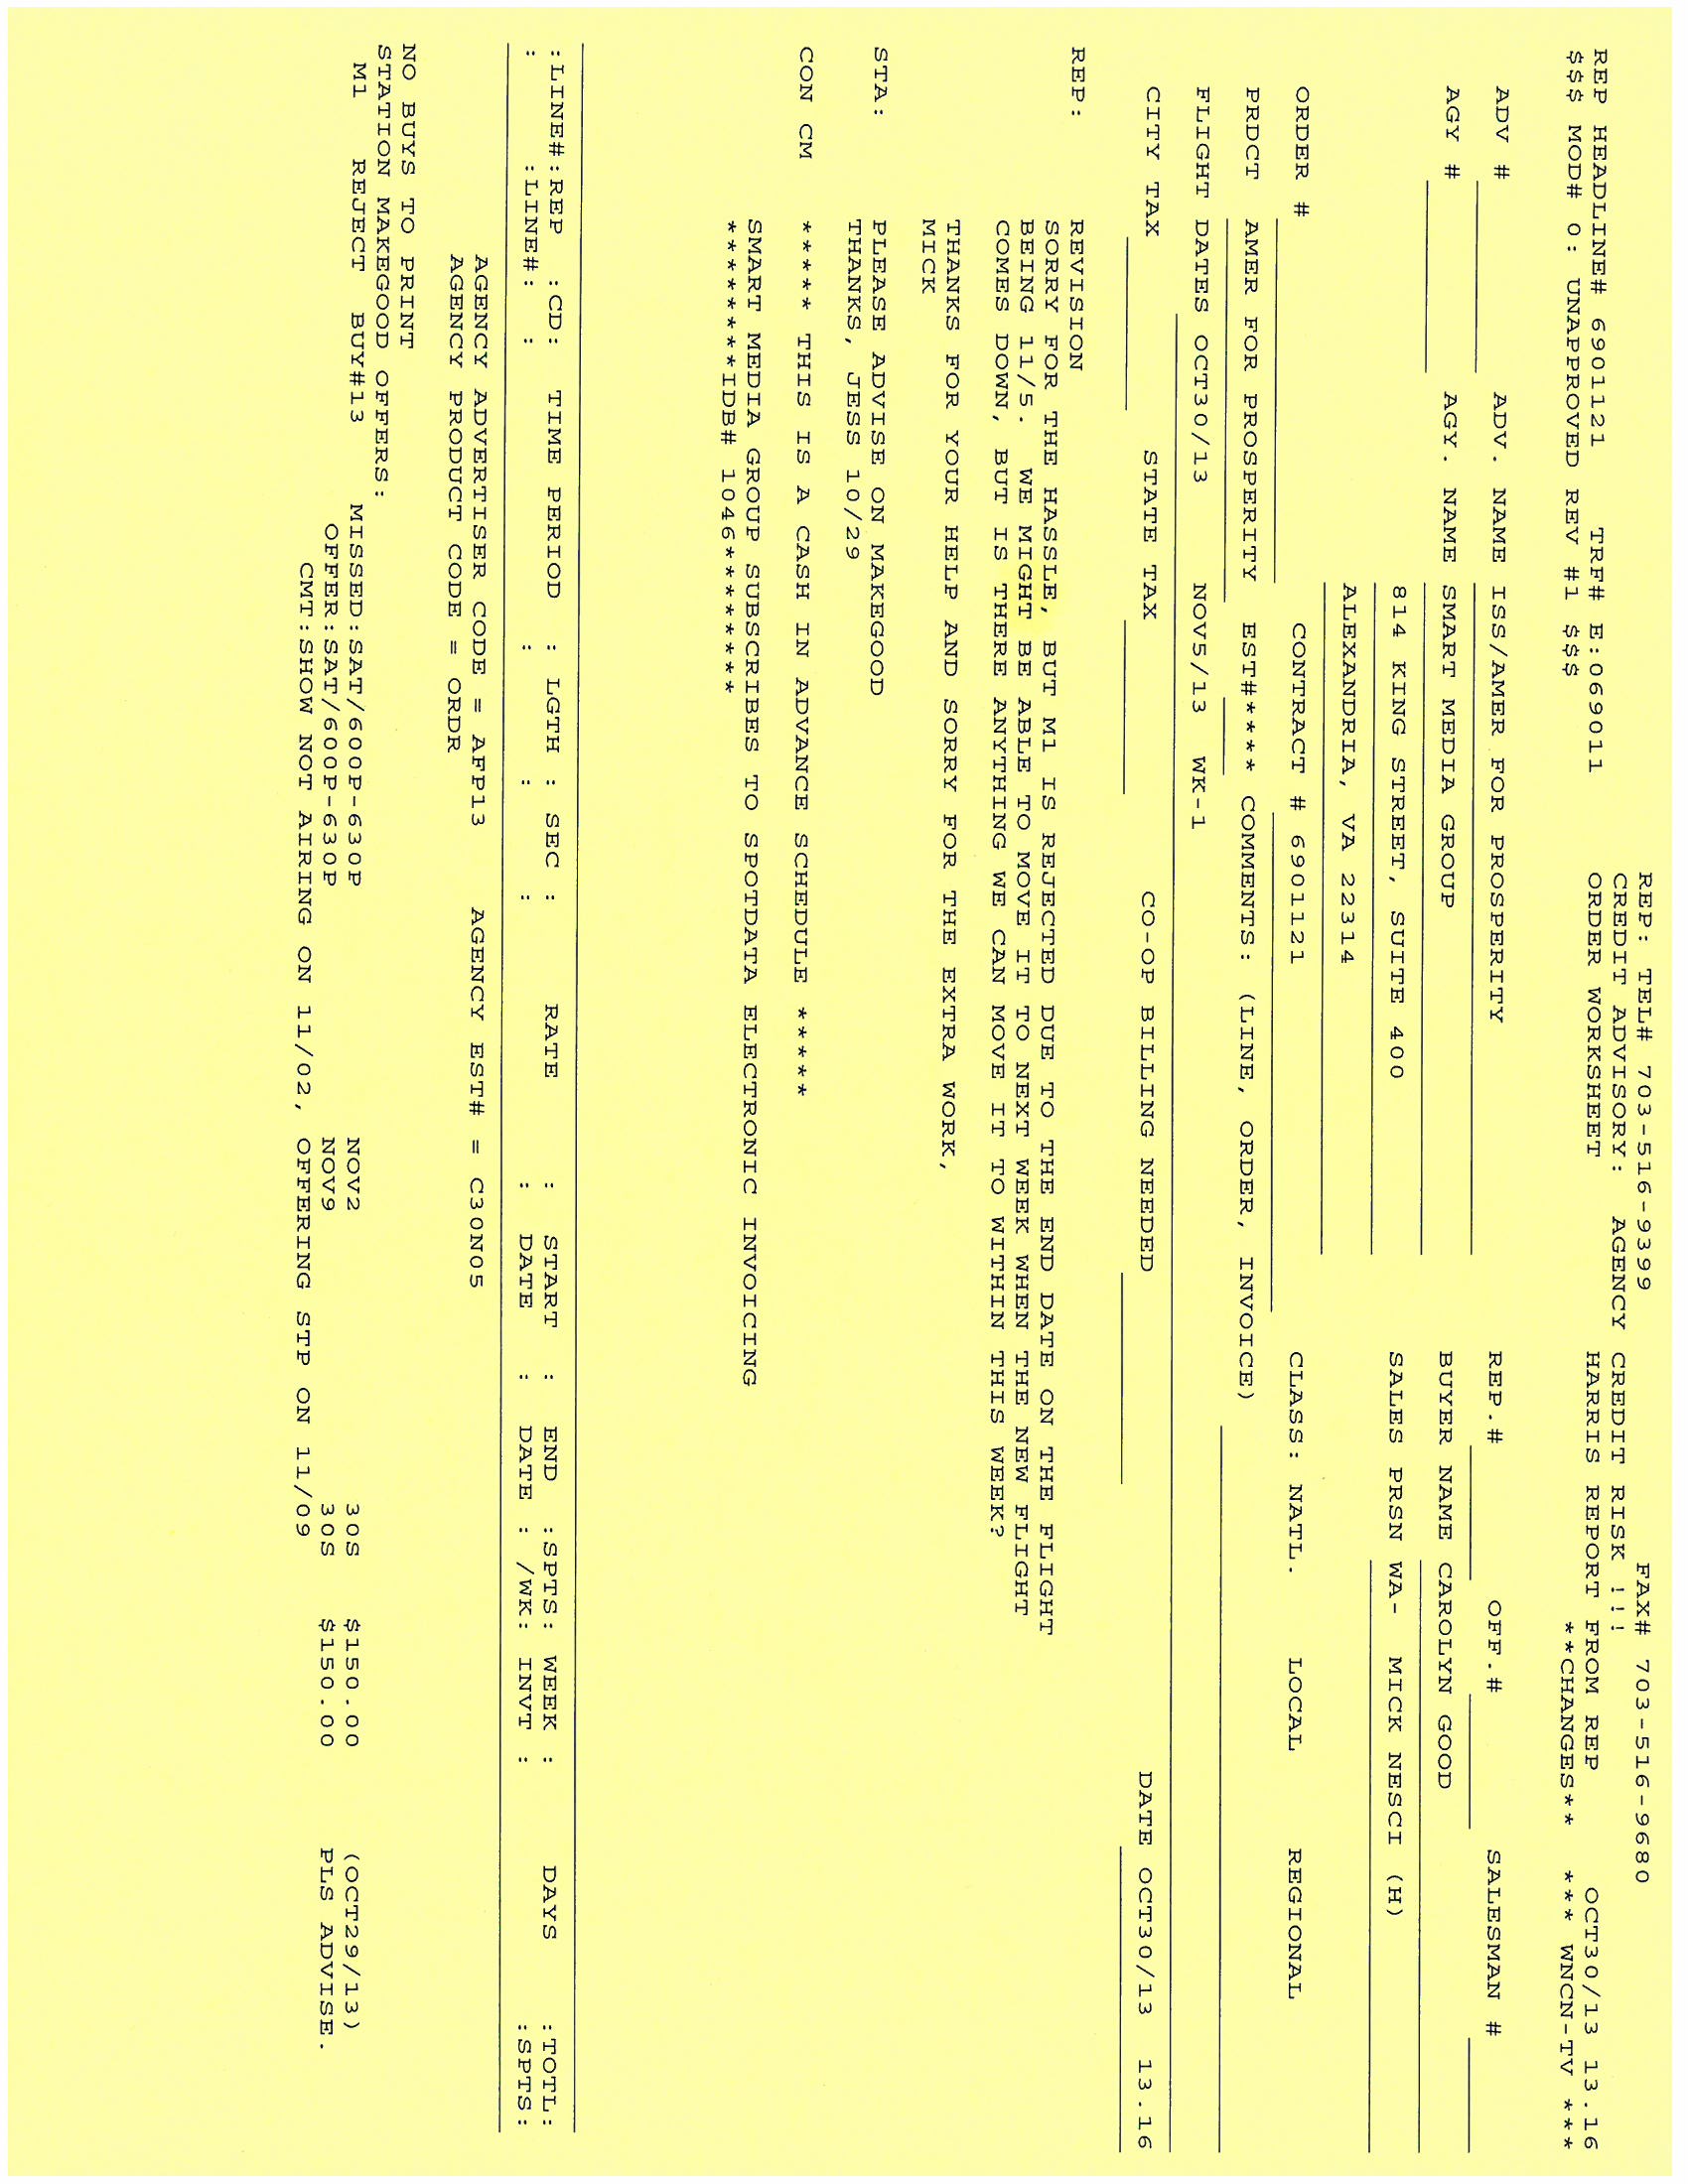 REP: TEL# 703-516-9399 FAX# 703-516-9680
CREDIT ADVISORY: AGENCY CREDIT RISK !!!
ORDER WORKSHEET HARRIS REPORT FROM REP OCT30/13 13.16
REP HEADLINE# 6901121 TRF# E:069011 **CHANGES** *** WNCN-TV ***
$$$ MOD# 0: UNAPPROVED REV #1 $$$
ADV # ADV. NAME ISS/AMER FOR PROSPERITY REP.# OFF.# SALESMAN #
AGY # AGY. NAME SMART MEDIA GROUP BUYER NAME CAROLYN GOOD
814 KING STREET, SUITE 400 SALES PRSN WA- MICK NESCI (H)
ALEXANDRIA, VA 22314
ORDER # CONTRACT # 6901121 CLASS: NATL. LOCAL REGIONAL
PRDCT AMER FOR PROSPERITY EST#**** COMMENTS: (LINE, ORDER, INVOICE)
FLIGHT DATES OCT30/13 NOV5/13 WK-1
CITY TAX STATE TAX CO-OP BILLING NEEDED DATE OCT30/13 13.16
REP: REVISION
SORRY FOR THE HASSLE, BUT M1 IS REJECTED DUE TO THE END DATE ON THE FLIGHT
BEING 11/5. WE MIGHT BE ABLE TO MOVE IT TO NEXT WEEK WHEN THE NEW FLIGHT
COMES DOWN, BUT IS THERE ANYTHING WE CAN MOVE IT TO WITHIN THIS WEEK?
THANKS FOR YOUR HELP AND SORRY FOR THE EXTRA WORK,
MICK
STA: PLEASE ADVISE ON MAKEGOOD
THANKS, JESS 10/29
CON CM ***** THIS IS A CASH IN ADVANCE SCHEDULE *****
SMART MEDIA GROUP SUBSCRIBES TO SPOTDATA ELECTRONIC INVOICING
********IDB# 1046********
:LINE#:REP :CD: TIME PERIOD : LGTH : SEC : RATE : START : END :SPTS: WEEK : DAYS :TOTL:
: :LINE#: : : : : : DATE : DATE : /WK: INVT : :SPTS:
AGENCY ADVERTISER CODE = AFP13 AGENCY EST# = C30N05
AGENCY PRODUCT CODE = ORDR
NO BUYS TO PRINT
STATION MAKEGOOD OFFERS:
M1 REJECT BUY#13 MISSED:SAT/600P-630P NOV2 30S $150.00 (OCT29/13)
OFFER:SAT/600P-630P NOV9 30S $150.00 PLS ADVISE.
CMT:SHOW NOT AIRING ON 11/02, OFFERING STP ON 11/09